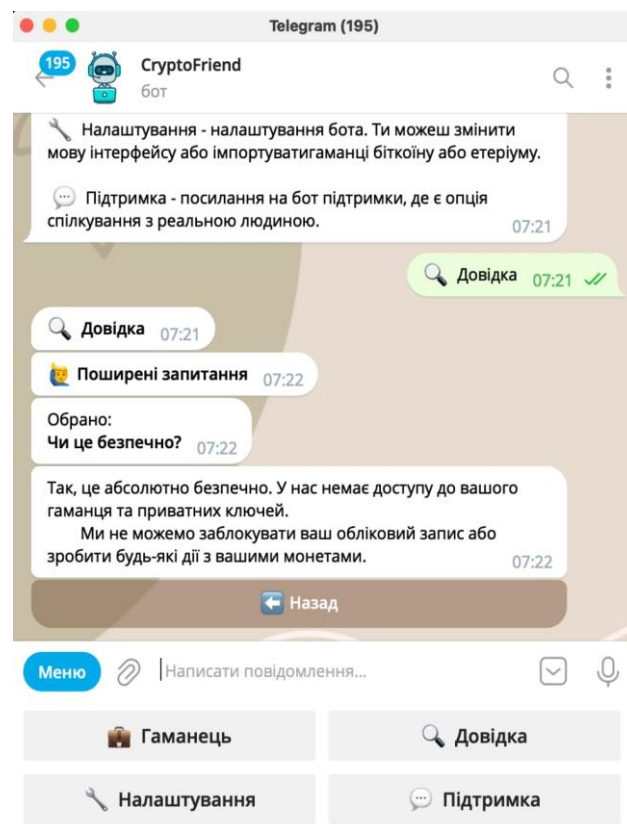 Telegram (195)
195
CryptoFriend
бот
🔧 Налаштування - налаштування бота. Ти можеш змінити
мову інтерфейсу або імпортуватигаманці біткоїну або етеріуму.
💬 Підтримка - посилання на бот підтримки, де є опція
спілкування з реальною людиною.
07:21
🔍 Довідка 07:21
🔍 Довідка 07:21
🙋‍♂️ Поширені запитання 07:22
Обрано:
Чи це безпечно? 07:22
Так, це абсолютно безпечно. У нас немає доступу до вашого
гаманця та приватних ключей.
Ми не можемо заблокувати ваш обліковий запис або
зробити будь-які дії з вашими монетами.
07:22
⬅️ Назад
Меню
Написати повідомлення...
💼 Гаманець
🔍 Довідка
🔧 Налаштування
💬 Підтримка